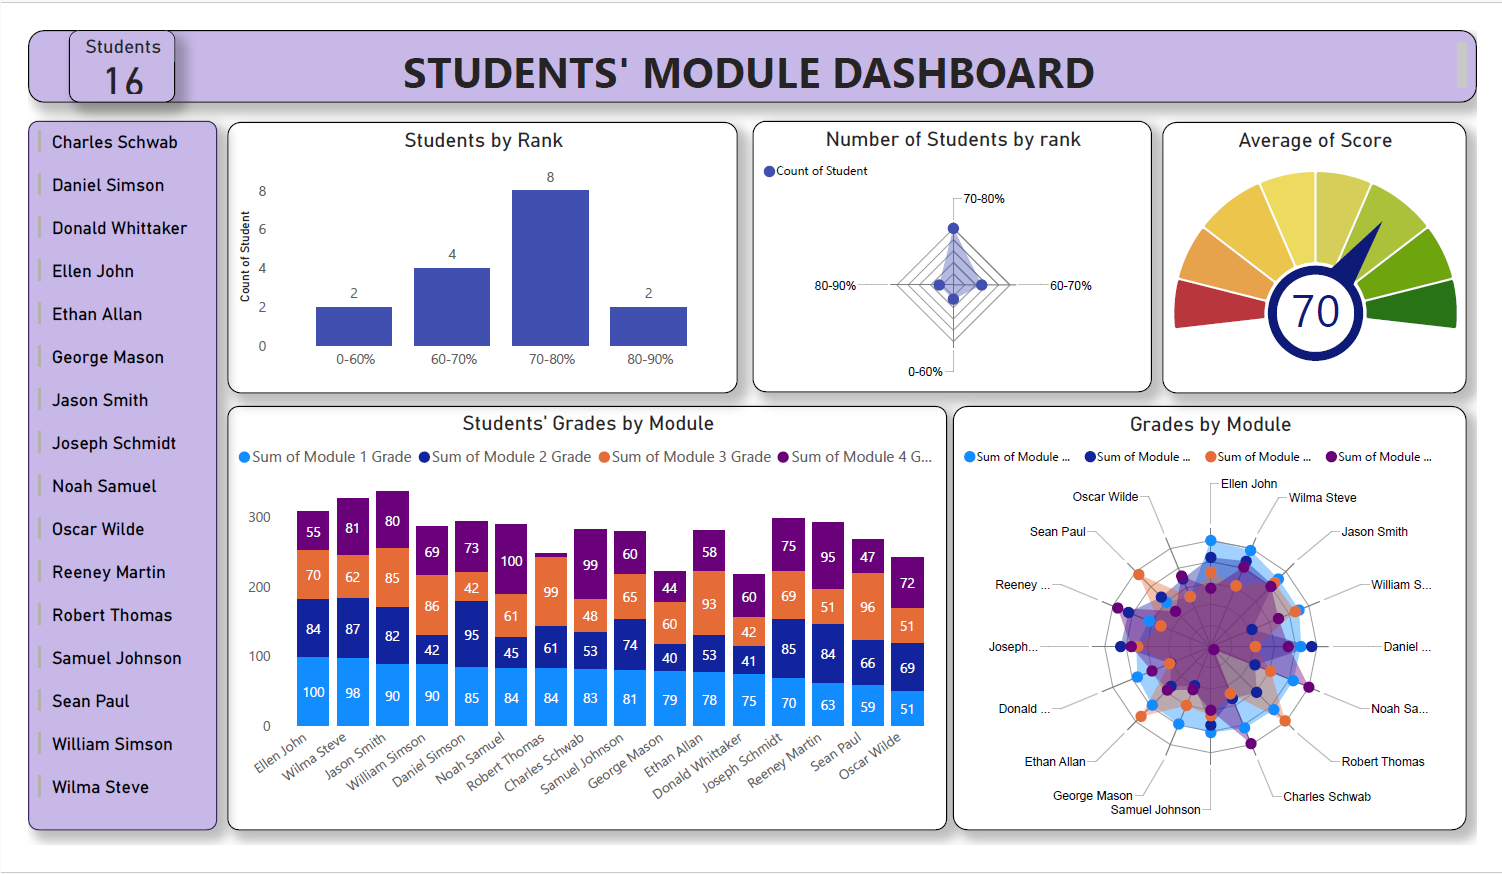 Students
16
STUDENTS' MODULE DASHBOARD
Charles Schwab
Daniel Simson
Donald Whittaker
Ellen John
Ethan Allan
George Mason
Jason Smith
Joseph Schmidt
Noah Samuel
Oscar Wilde
Reeney Martin
Robert Thomas
Samuel Johnson
Sean Paul
William Simson
Wilma Steve
Students by Rank
Count of Student
8
6
4
2
0
2
4
8
2
0-60%
60-70%
70-80%
80-90%
Number of Students by rank
Count of Student
70-80%
80-90%
60-70%
0-60%
Average of Score
70
Students' Grades by Module
Sum of Module 1 Grade Sum of Module 2 Grade Sum of Module 3 Grade Sum of Module 4 G...
300
200
100
0
55 81 80 69 73 100 99 60 44 58 60 75 95 47 72
70 62 85 86 42 61 99 48 65 60 93 42 69 51 96 51
84 87 82 42 95 45 61 53 74 40 53 41 85 84 66 69
100 98 90 90 85 84 84 83 81 79 78 75 70 63 59 51
Ellen John
Wilma Steve
Jason Smith
William Simson
Daniel Simson
Noah Samuel
Robert Thomas
Charles Schwab
Samuel Johnson
George Mason
Ethan Allan
Donald Whittaker
Joseph Schmidt
Reeney Martin
Sean Paul
Oscar Wilde
Grades by Module
Sum of Module ... Sum of Module ... Sum of Module ... Sum of Module ...
Ellen John
Oscar Wilde
Wilma Steve
Sean Paul
Jason Smith
Reeney ...
William S...
Joseph...
Daniel ...
Donald ...
Noah Sa...
Ethan Allan
Robert Thomas
George Mason
Charles Schwab
Samuel Johnson